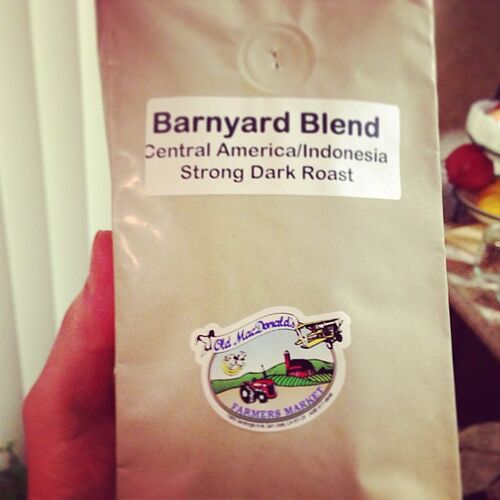 Barnyard Blend
Central America/Indonesia
Strong Dark Roast
Old MacDonald's
FARMERS MARKET